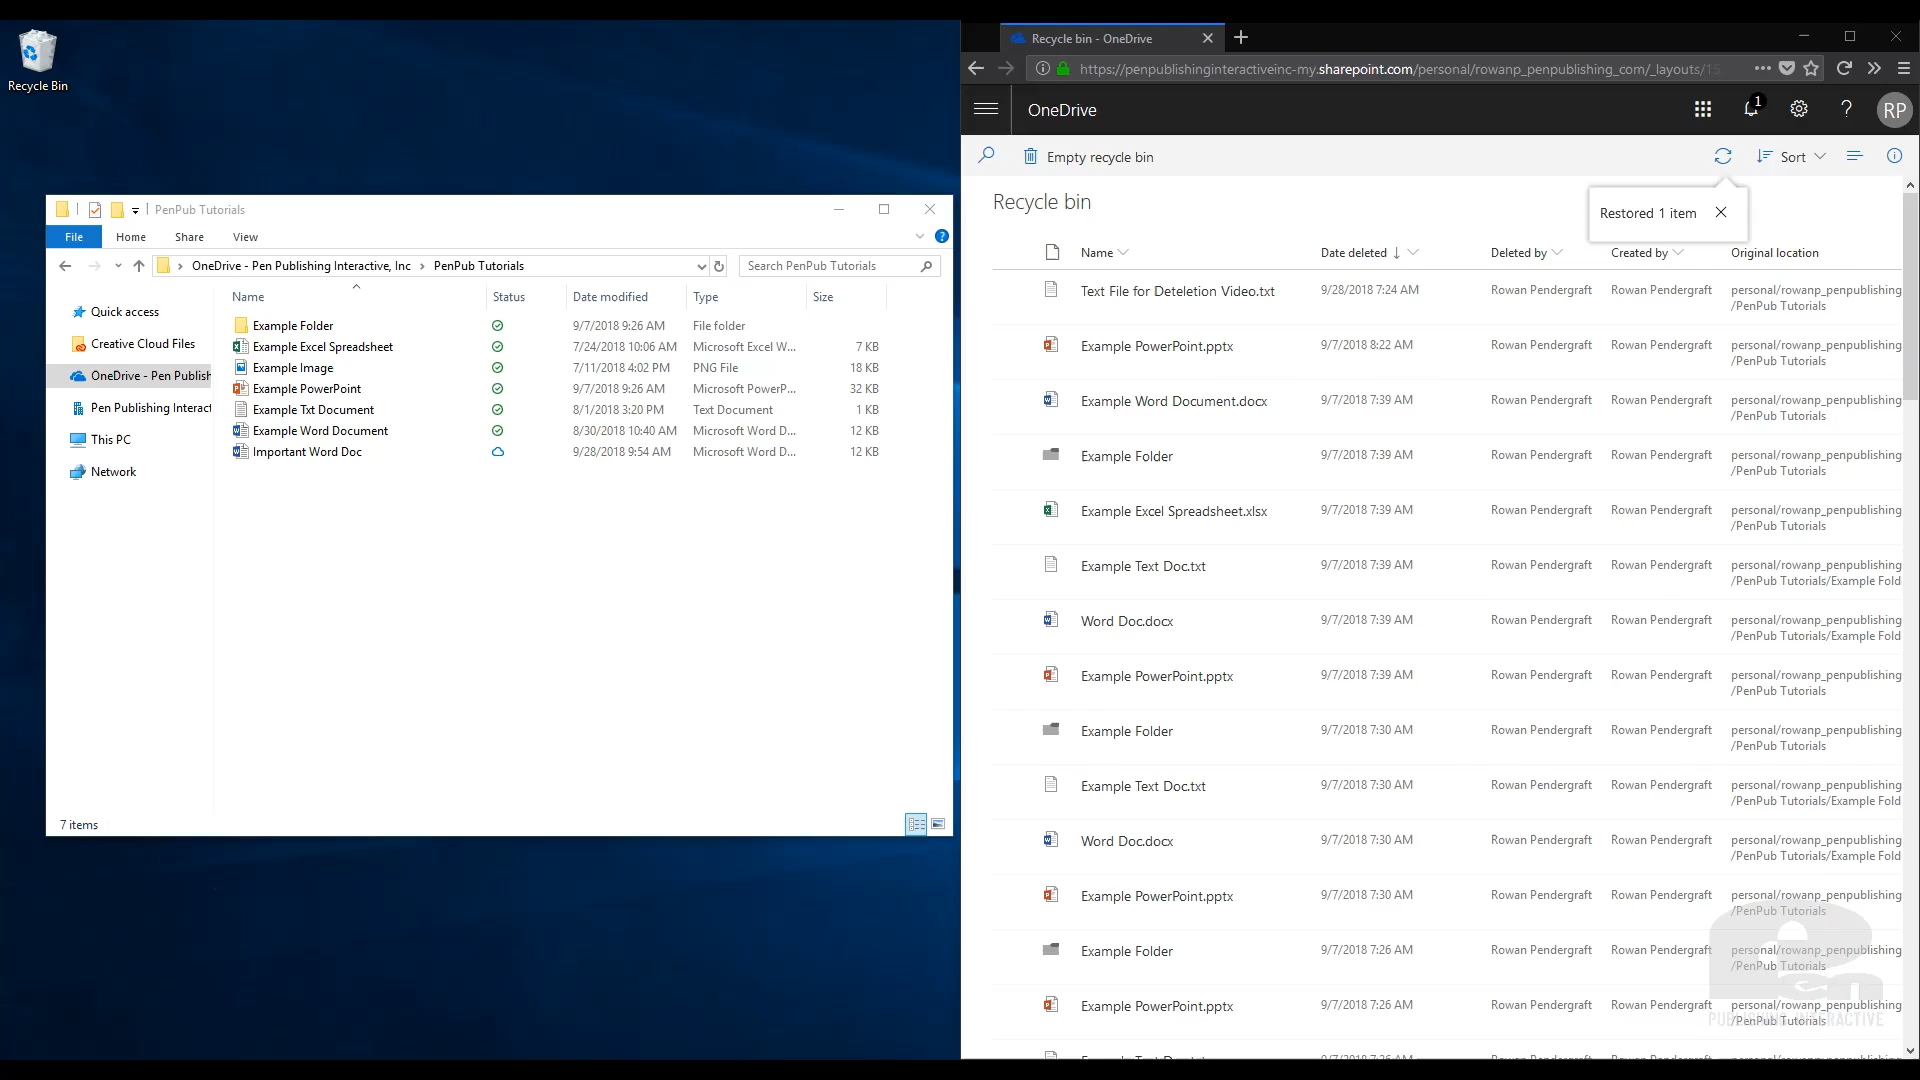 Recycle Bin
PenPub Tutorials
File Home Share View
OneDrive - Pen Publishing Interactive, Inc > PenPub Tutorials
Search PenPub Tutorials
Name Status Date modified Type Size
Quick access
Creative Cloud Files
OneDrive - Pen Publish
Pen Publishing Interact
This PC
Network
Example Folder 9/7/2018 9:26 AM File folder
Example Excel Spreadsheet 7/24/2018 10:06 AM Microsoft Excel W... 7 KB
Example Image 7/11/2018 4:02 PM PNG File 18 KB
Example PowerPoint 9/7/2018 9:26 AM Microsoft PowerP... 32 KB
Example Txt Document 8/1/2018 3:20 PM Text Document 1 KB
Example Word Document 8/30/2018 10:40 AM Microsoft Word D... 12 KB
Important Word Doc 9/28/2018 9:54 AM Microsoft Word D... 12 KB
7 items
Recycle bin - OneDrive
https://penpublishinginteractiveinc-my.sharepoint.com/personal/rowanp_penpublishing_com/_layouts/15
OneDrive 1 ? RP
Empty recycle bin Sort
Recycle bin
Restored 1 item
Name Date deleted Deleted by Created by Original location
Text File for Deteletion Video.txt 9/28/2018 7:24 AM Rowan Pendergraft Rowan Pendergraft personal/rowanp_penpublishing
/PenPub Tutorials
Example PowerPoint.pptx 9/7/2018 8:22 AM Rowan Pendergraft Rowan Pendergraft personal/rowanp_penpublishing
/PenPub Tutorials
Example Word Document.docx 9/7/2018 7:39 AM Rowan Pendergraft Rowan Pendergraft personal/rowanp_penpublishing
/PenPub Tutorials
Example Folder 9/7/2018 7:39 AM Rowan Pendergraft Rowan Pendergraft personal/rowanp_penpublishing
/PenPub Tutorials
Example Excel Spreadsheet.xlsx 9/7/2018 7:39 AM Rowan Pendergraft Rowan Pendergraft personal/rowanp_penpublishing
/PenPub Tutorials
Example Text Doc.txt 9/7/2018 7:39 AM Rowan Pendergraft Rowan Pendergraft personal/rowanp_penpublishing
/PenPub Tutorials/Example Fold
Word Doc.docx 9/7/2018 7:39 AM Rowan Pendergraft Rowan Pendergraft personal/rowanp_penpublishing
/PenPub Tutorials/Example Fold
Example PowerPoint.pptx 9/7/2018 7:39 AM Rowan Pendergraft Rowan Pendergraft personal/rowanp_penpublishing
/PenPub Tutorials
Example Folder 9/7/2018 7:30 AM Rowan Pendergraft Rowan Pendergraft personal/rowanp_penpublishing
/PenPub Tutorials
Example Text Doc.txt 9/7/2018 7:30 AM Rowan Pendergraft Rowan Pendergraft personal/rowanp_penpublishing
/PenPub Tutorials/Example Fold
Word Doc.docx 9/7/2018 7:30 AM Rowan Pendergraft Rowan Pendergraft personal/rowanp_penpublishing
/PenPub Tutorials/Example Fold
Example PowerPoint.pptx 9/7/2018 7:30 AM Rowan Pendergraft Rowan Pendergraft personal/rowanp_penpublishing
/PenPub Tutorials
Example Folder 9/7/2018 7:26 AM Rowan Pendergraft Rowan Pendergraft personal/rowanp_penpublishing
/PenPub Tutorials
Example PowerPoint.pptx 9/7/2018 7:26 AM Rowan Pendergraft Rowan Pendergraft personal/rowanp_penpublishing
/PenPub Tutorials
Pen
PUBLISHING INTERACTIVE